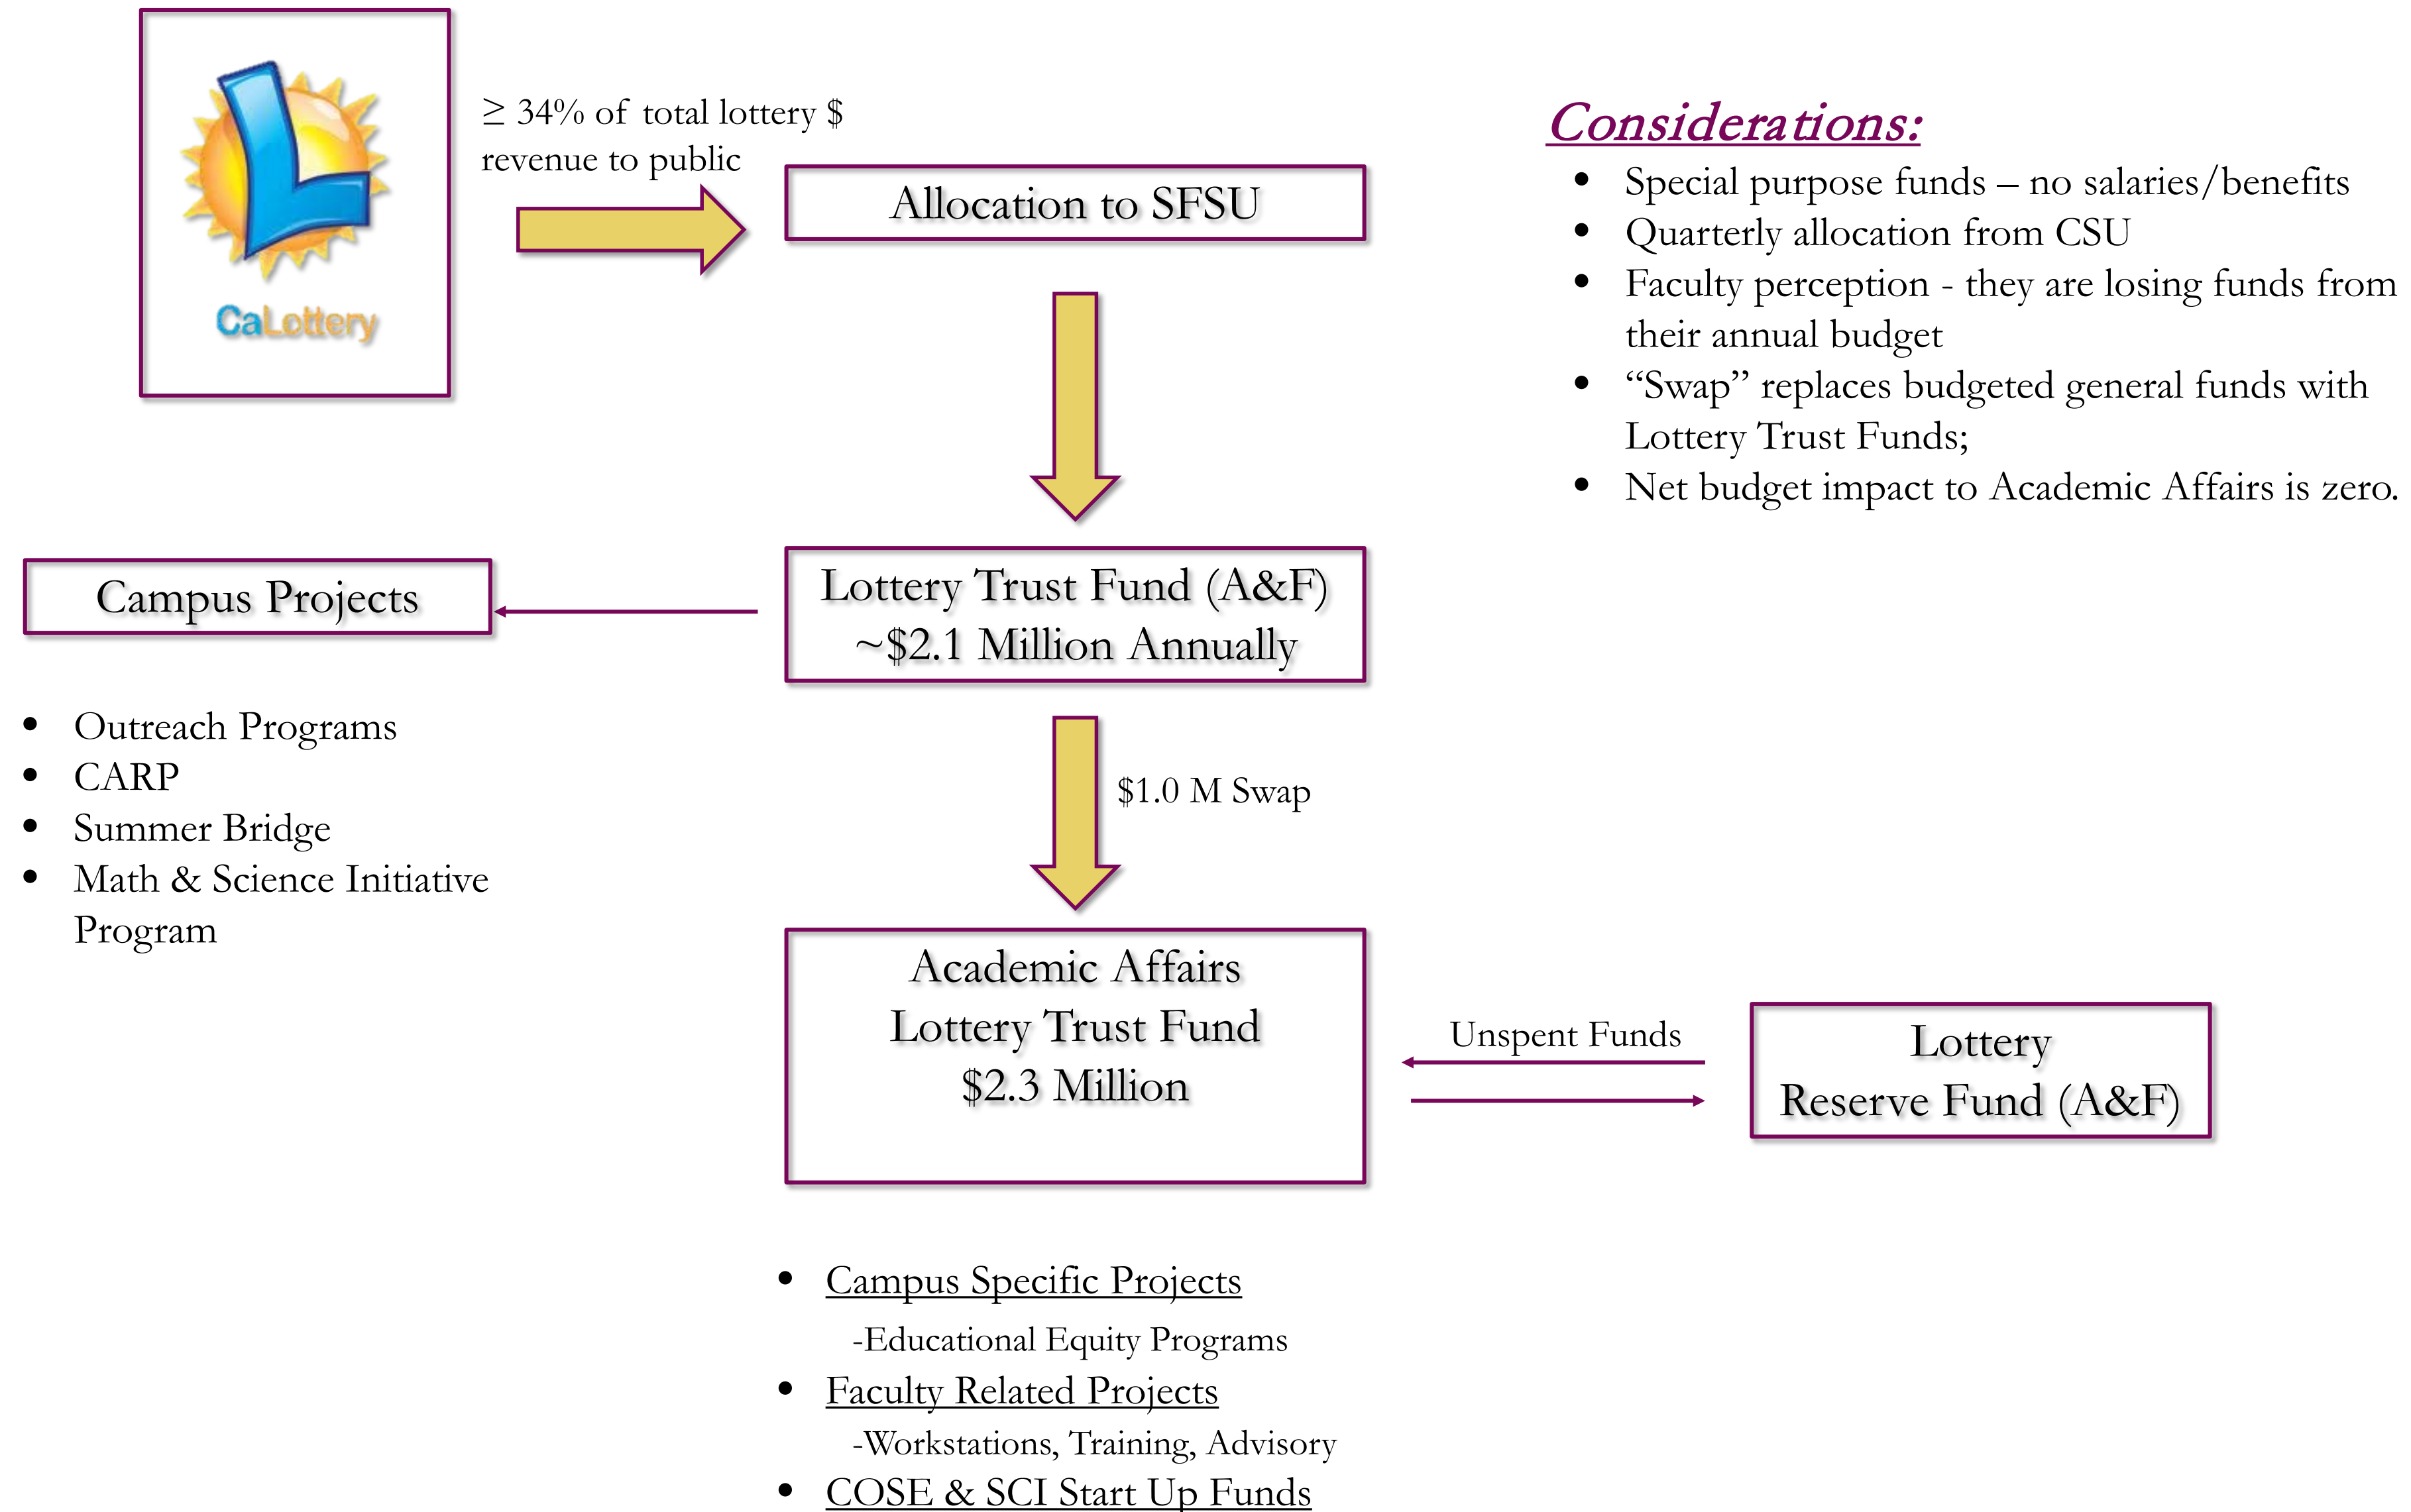 CaLottery
≥ 34% of total lottery $
revenue to public
Allocation to SFSU
Considerations:
• Special purpose funds – no salaries/benefits
• Quarterly allocation from CSU
• Faculty perception - they are losing funds from
their annual budget
• “Swap” replaces budgeted general funds with
Lottery Trust Funds;
• Net budget impact to Academic Affairs is zero.
Campus Projects
Lottery Trust Fund (A&F)
~$2.1 Million Annually
• Outreach Programs
• CARP
• Summer Bridge
• Math & Science Initiative
Program
$1.0 M Swap
Academic Affairs
Lottery Trust Fund
$2.3 Million
Unspent Funds
Lottery
Reserve Fund (A&F)
• Campus Specific Projects
-Educational Equity Programs
• Faculty Related Projects
-Workstations, Training, Advisory
• COSE & SCI Start Up Funds